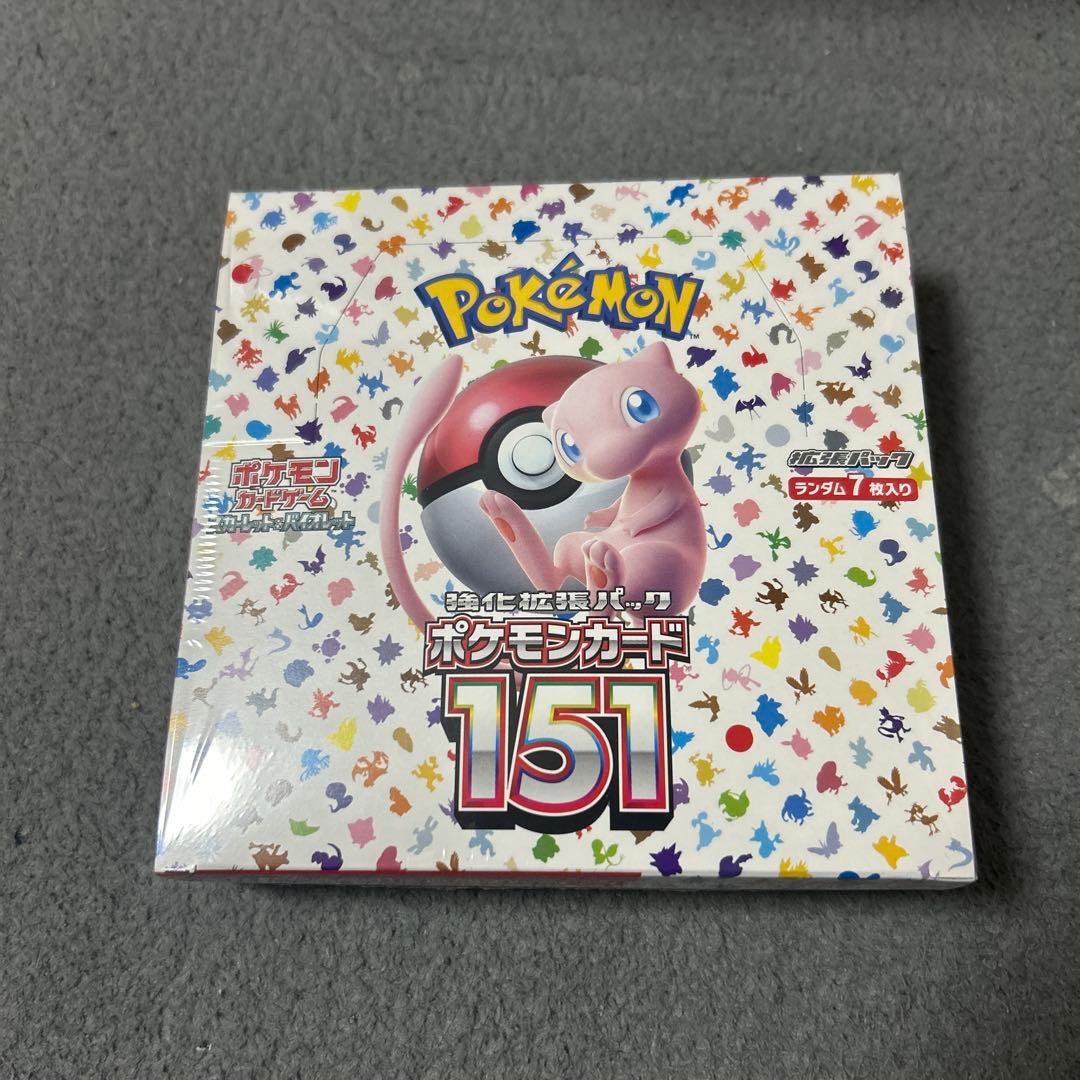 POKéMON
TM
ポケモン
カードゲーム
スカーレット&バイオレット
拡張パック
ランダム7枚入り
強化拡張パック
ポケモンカード
151